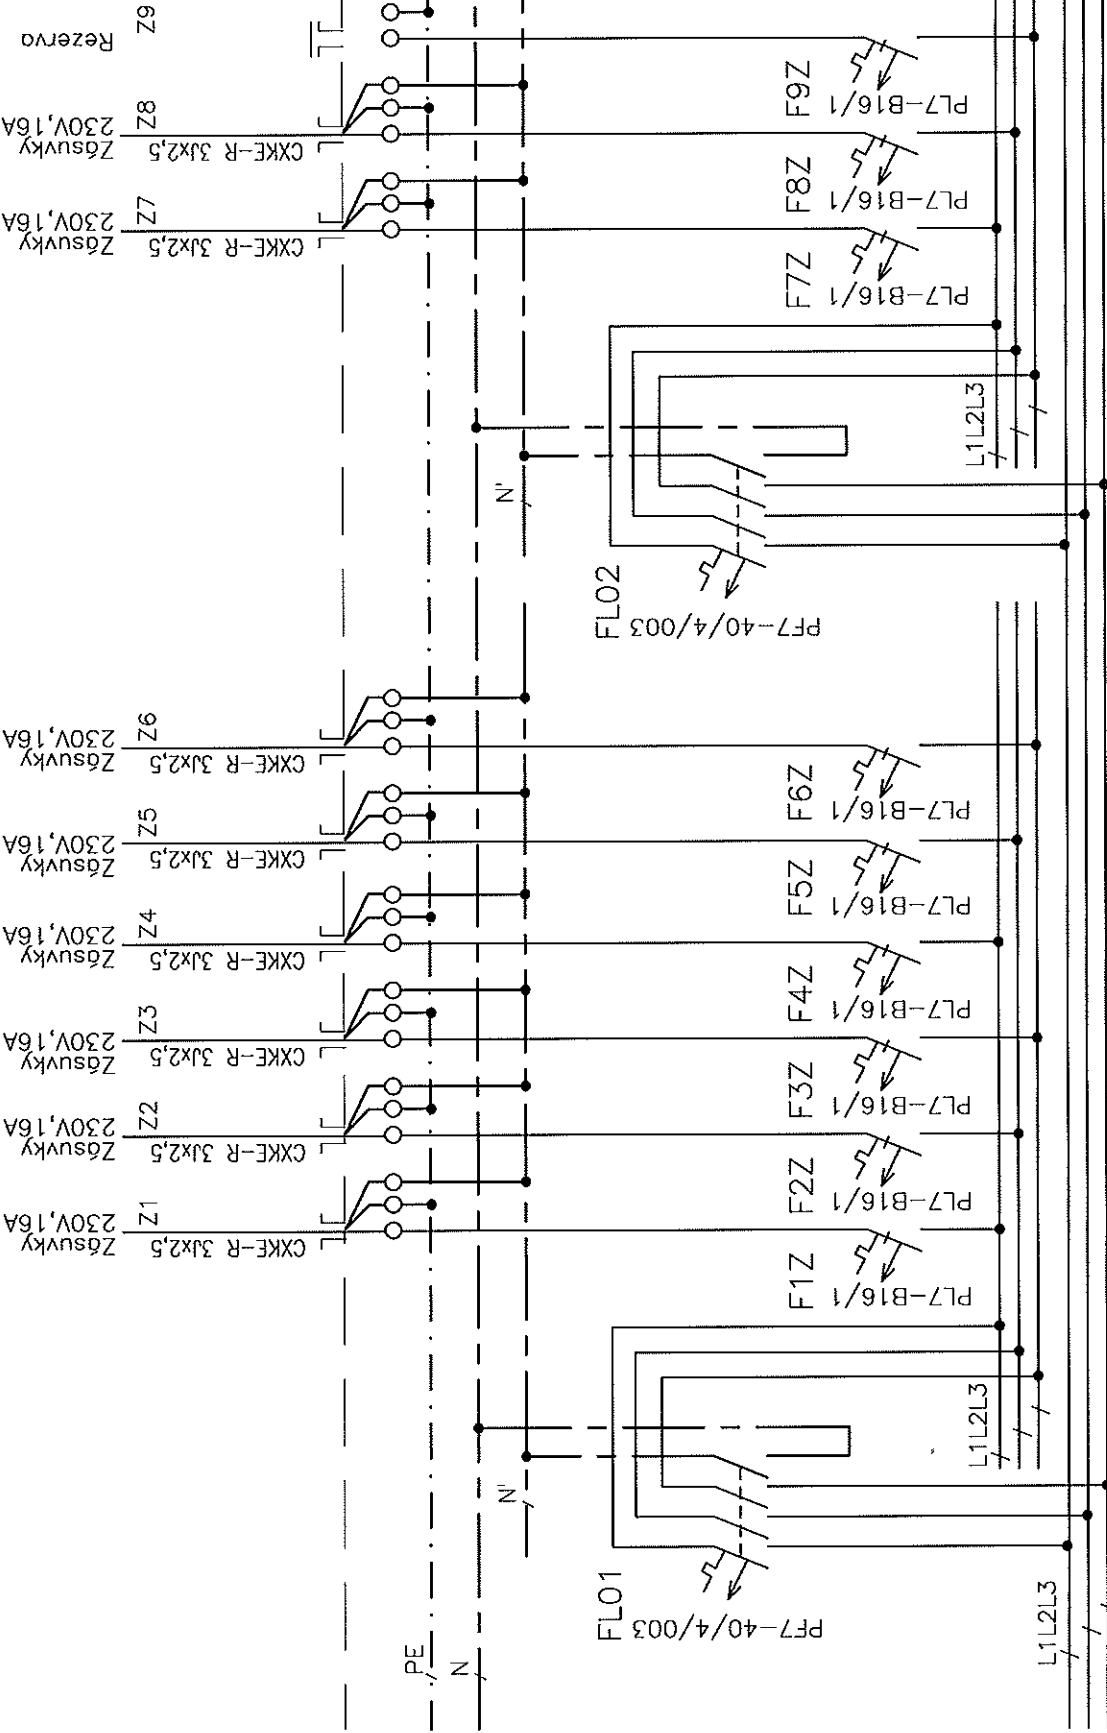 Rezerva
Z9
Zásuvky
230V,16A
Z8
CXKE-R 3Jx2,5
Zásuvky
230V,16A
Z7
CXKE-R 3Jx2,5
F9Z
PL7-B16/1
F8Z
PL7-B16/1
F7Z
PL7-B16/1
L1L2L3
N'
FL02
PF7-40/4/003
Zásuvky
230V,16A
Z6
CXKE-R 3Jx2,5
Zásuvky
230V,16A
Z5
CXKE-R 3Jx2,5
Zásuvky
230V,16A
Z4
CXKE-R 3Jx2,5
Zásuvky
230V,16A
Z3
CXKE-R 3Jx2,5
Zásuvky
230V,16A
Z2
CXKE-R 3Jx2,5
Zásuvky
230V,16A
Z1
CXKE-R 3Jx2,5
F6Z
PL7-B16/1
F5Z
PL7-B16/1
F4Z
PL7-B16/1
F3Z
PL7-B16/1
F2Z
PL7-B16/1
F1Z
PL7-B16/1
L1L2L3
N'
FL01
PF7-40/4/003
PE
N
L1L2L3